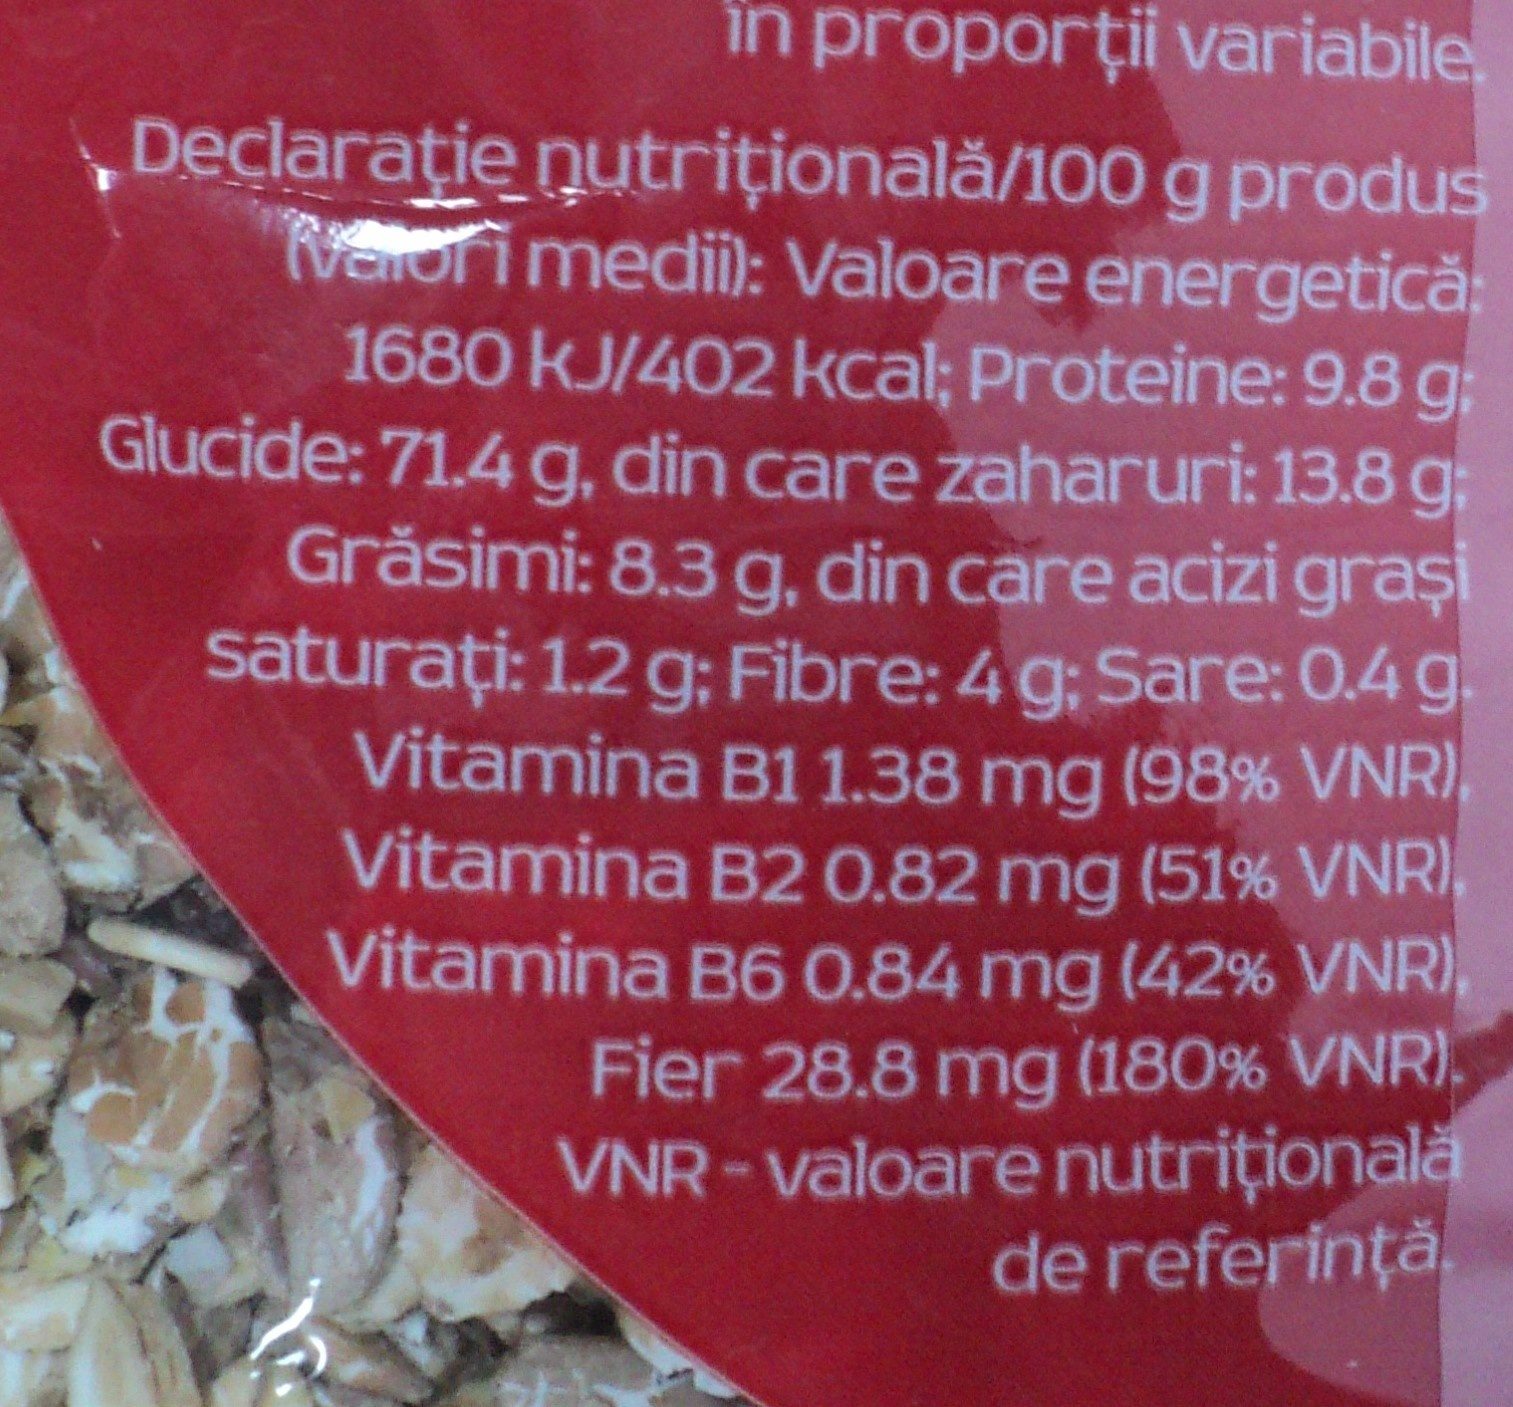 în proporții variabile.
Declarație nutrițională/100 g produs
(valori medii): Valoare energetică:
1680 kJ/402 kcal; Proteine: 9.8 g;
Glucide: 71.4 g, din care zaharuri: 13.8 g;
Grăsimi: 8.3 g, din care acizi grași
saturați: 1.2 g; Fibre: 4 g; Sare: 0.4 g.
Vitamina B1 1.38 mg (98% VNR),
Vitamina B2 0.82 mg (51% VNR),
Vitamina B6 0.84 mg (42% VNR),
Fier 28.8 mg (180% VNR).
VNR - valoare nutrițională
de referință.